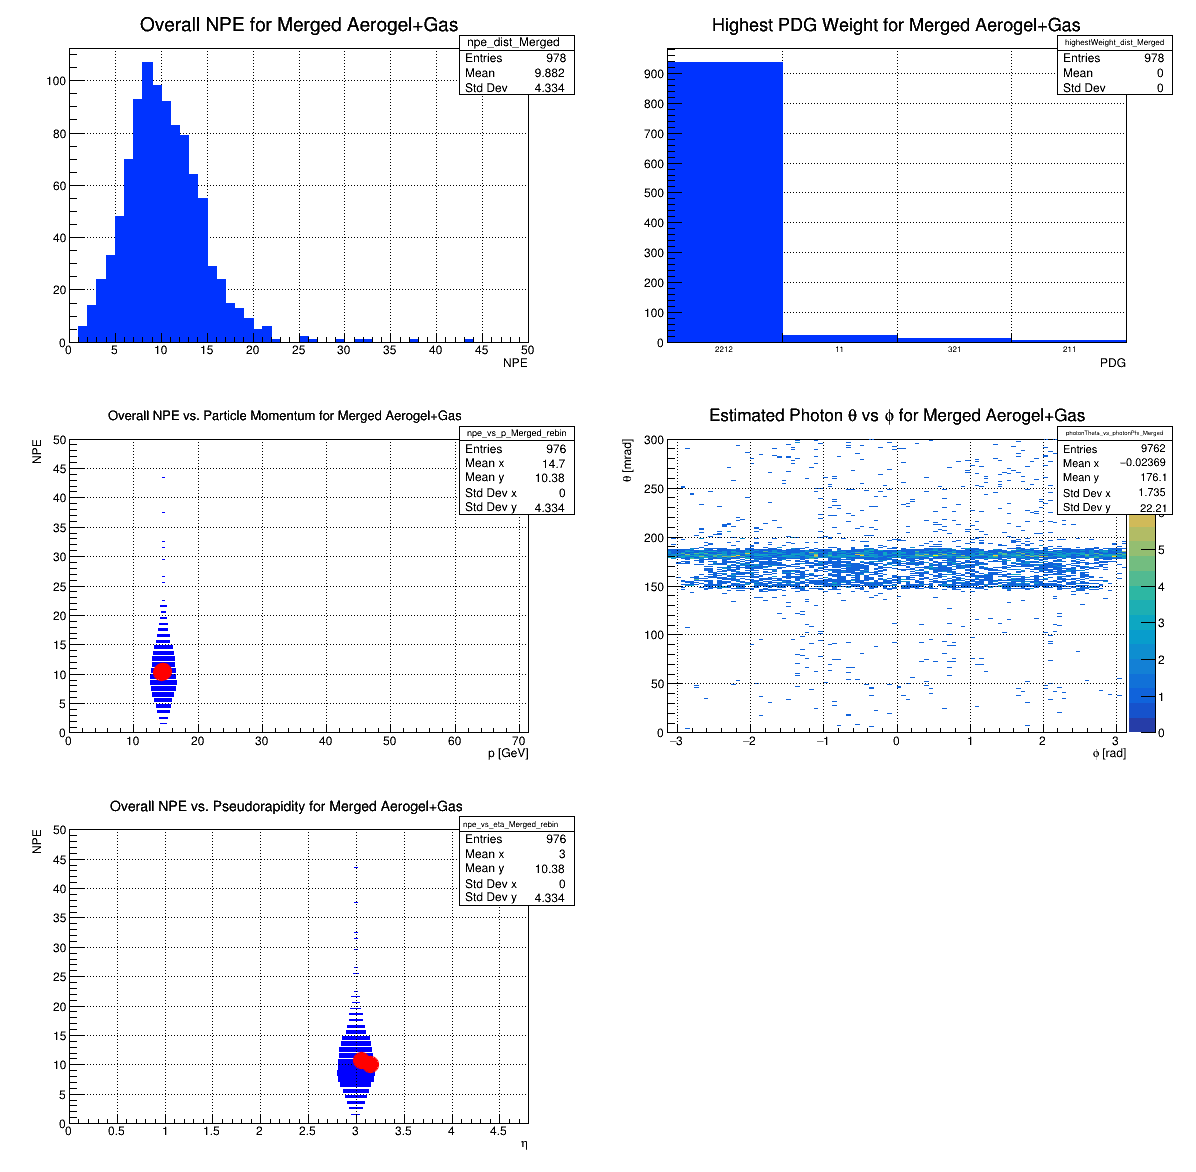 Overall NPE for Merged Aerogel+Gas
npe_dist_Merged
Entries 978
Mean 9.882
Std Dev 4.334
100
80
60
40
20
0
0 5 10 15 20 25 30 35 40 45 50
NPE
Highest PDG Weight for Merged Aerogel+Gas
highestWeight_dist_Merged
Entries 978
Mean 0
Std Dev 0
900
800
700
600
500
400
300
200
100
0
2212 11 321 211
PDG
Overall NPE vs. Particle Momentum for Merged Aerogel+Gas
npe_vs_p_Merged_rebin
Entries 976
Mean x 14.7
Mean y 10.38
Std Dev x 0
Std Dev y 4.334
NPE
50
45
40
35
30
25
20
15
10
5
0
0 10 20 30 40 50 60 70
p [GeV]
Estimated Photon θ vs ϕ for Merged Aerogel+Gas
photonTheta_vs_photonPhi_Merged
Entries 9762
Mean x −0.02369
Mean y 176.1
Std Dev x 1.735
Std Dev y 22.21
θ [mrad]
300
250
200
150
100
50
0
−3 −2 −1 0 1 2 3
ϕ [rad]
5
4
3
2
1
0
Overall NPE vs. Pseudorapidity for Merged Aerogel+Gas
npe_vs_eta_Merged_rebin
Entries 976
Mean x 3
Mean y 10.38
Std Dev x 0
Std Dev y 4.334
NPE
50
45
40
35
30
25
20
15
10
5
0
0 0.5 1 1.5 2 2.5 3 3.5 4 4.5
η